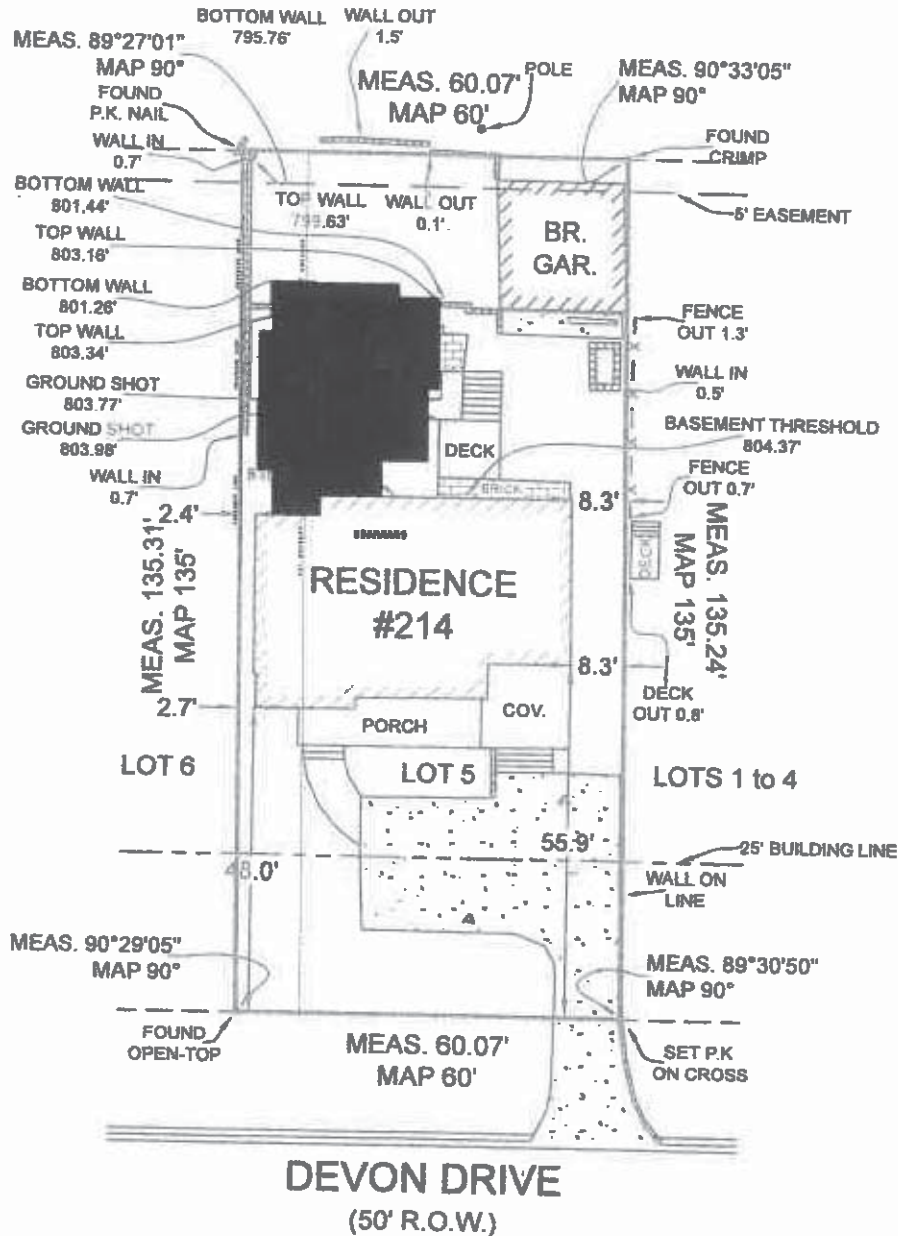 BOTTOM WALL
795.76'
WALL OUT
1.5'
MEAS. 89°27'01"
MAP 90°
MEAS. 60.07'
MAP 60'
POLE
MEAS. 90°33'05"
MAP 90°
FOUND
P.K. NAIL
FOUND
CRIMP
WALL IN
0.7'
BOTTOM WALL
801.44'
TOP WALL
799.63'
WALL OUT
0.1'
5' EASEMENT
TOP WALL
803.16'
BR.
GAR.
BOTTOM WALL
801.26'
TOP WALL
803.34'
FENCE
OUT 1.3'
GROUND SHOT
803.77'
WALL IN
0.5'
GROUND SHOT
803.98'
BASEMENT THRESHOLD
804.37'
DECK
WALL IN
0.7'
BRICK
FENCE
OUT 0.7'
2.4'
8.3'
DECK
MEAS. 135.31'
MAP 135'
RESIDENCE
#214
MEAS. 135.24'
MAP 135'
8.3'
2.7'
PORCH
COV.
DECK
OUT 0.8'
LOT 6
LOT 5
LOTS 1 to 4
55.9'
25' BUILDING LINE
48.0'
WALL ON
LINE
MEAS. 90°29'05"
MAP 90°
MEAS. 89°30'50"
MAP 90°
FOUND
OPEN-TOP
MEAS. 60.07'
MAP 60'
SET P.K
ON CROSS
DEVON DRIVE
(50' R.O.W.)